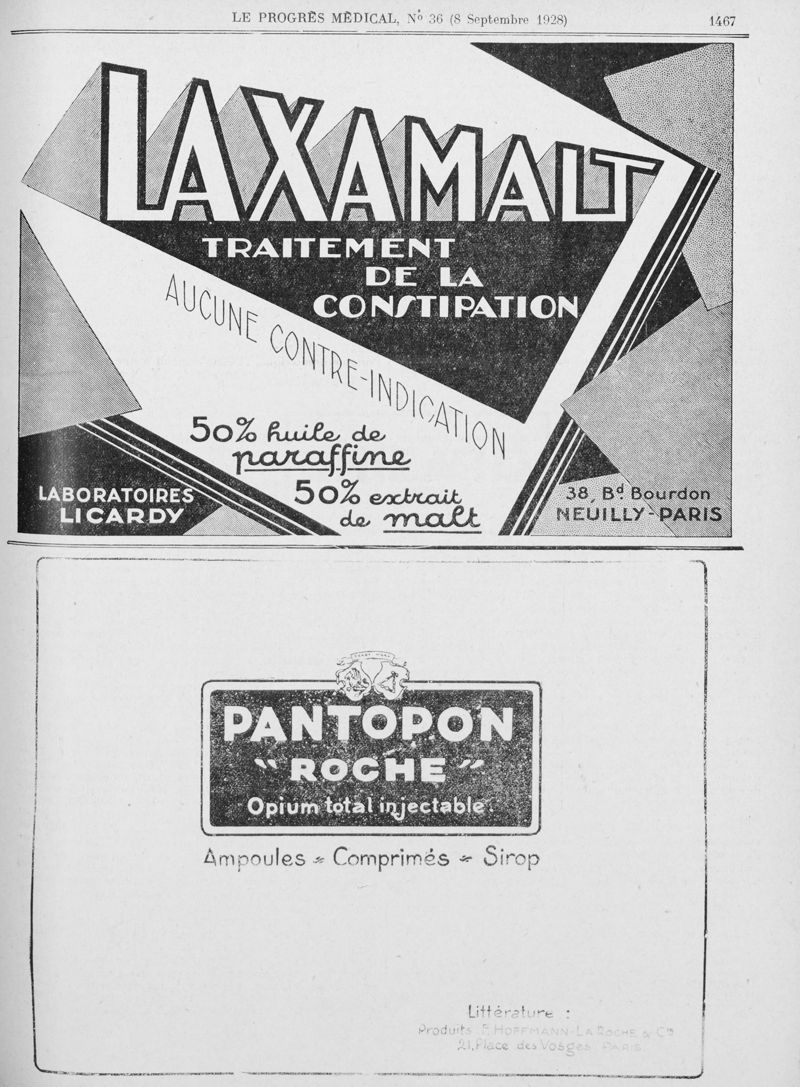 LE PROGRÈS MÉDICAL, Nº 36 (8 Septembre 1928) 1467
LAXAMALT
TRAITEMENT
DE LA
CONSTIPATION
AUCUNE CONTRE-INDICATION
50% huile de
paraffine
50% extrait
de malt
LABORATOIRES
LICARDY
38, Bd Bourdon
NEUILLY-PARIS
PANTOPON
"ROCHE"
Opium total injectable.
Ampoules - Comprimés - Sirop
Littérature :
Produits F. HOFFMANN-LA ROCHE & Cie
21, Place des Vosges PARIS.